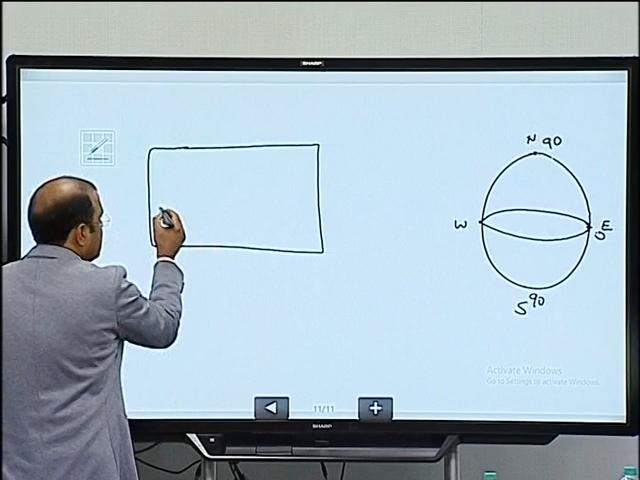 SHARP
N 90
W
E
0
S 90
Activate Windows
Go to Settings to activate Windows.
11/11
SHARP